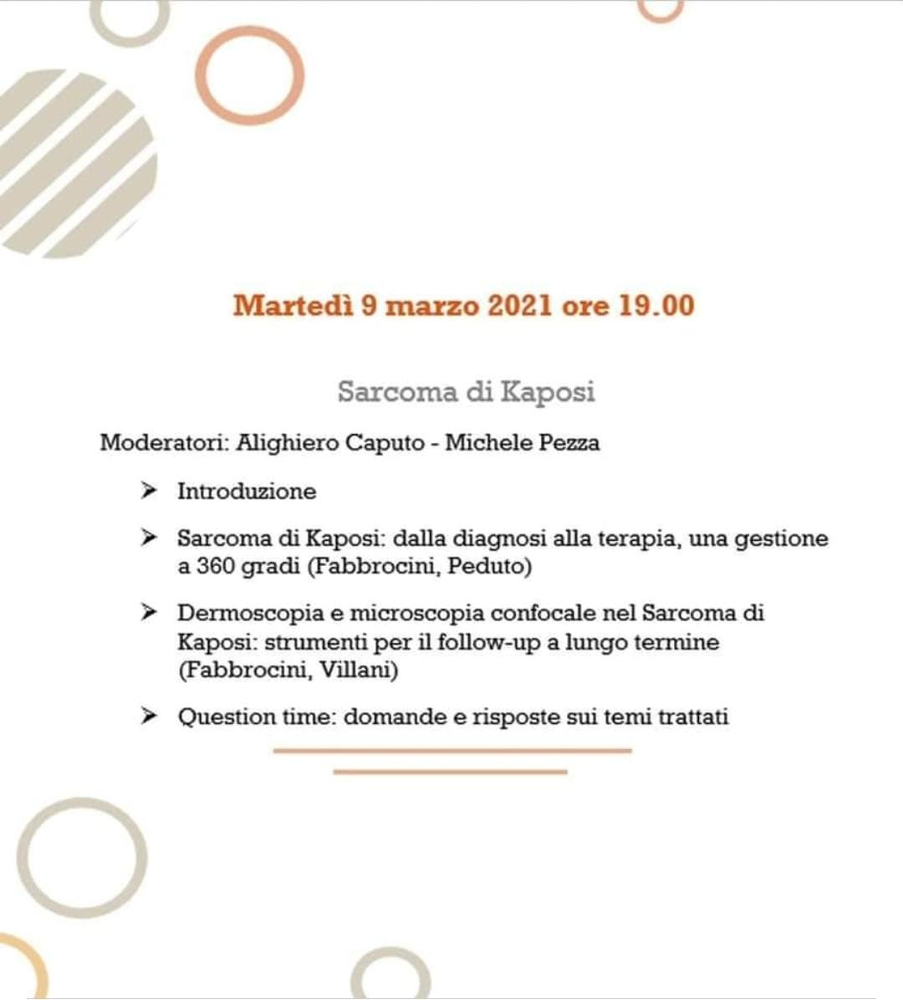 Martedì 9 marzo 2021 ore 19.00
Sarcoma di Kaposi
Moderatori: Alighiero Caputo - Michele Pezza
➢ Introduzione
➢ Sarcoma di Kaposi: dalla diagnosi alla terapia, una gestione
a 360 gradi (Fabbrocini, Peduto)
➢ Dermoscopia e microscopia confocale nel Sarcoma di
Kaposi: strumenti per il follow-up a lungo termine
(Fabbrocini, Villani)
➢ Question time: domande e risposte sui temi trattati